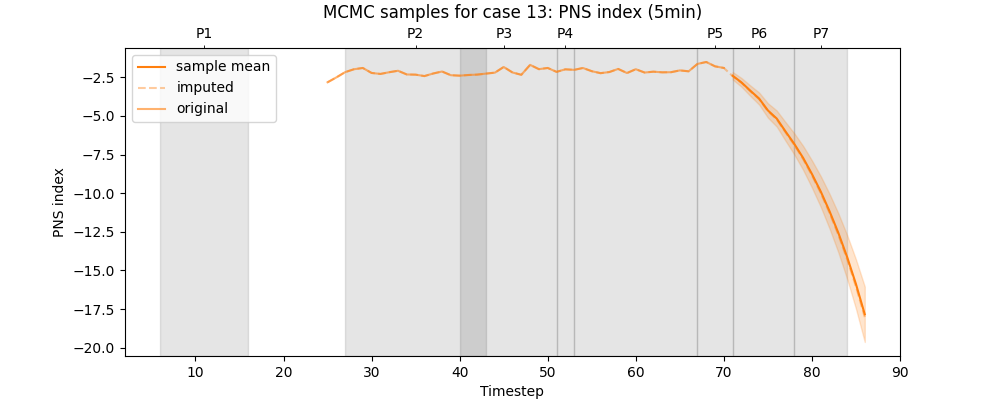 MCMC samples for case 13: PNS index (5min)
P1 P2 P3 P4 P5 P6 P7
sample mean
imputed
original
−2.5
−5.0
−7.5
−10.0
−12.5
−15.0
−17.5
−20.0
PNS index
10 20 30 40 50 60 70 80 90
Timestep